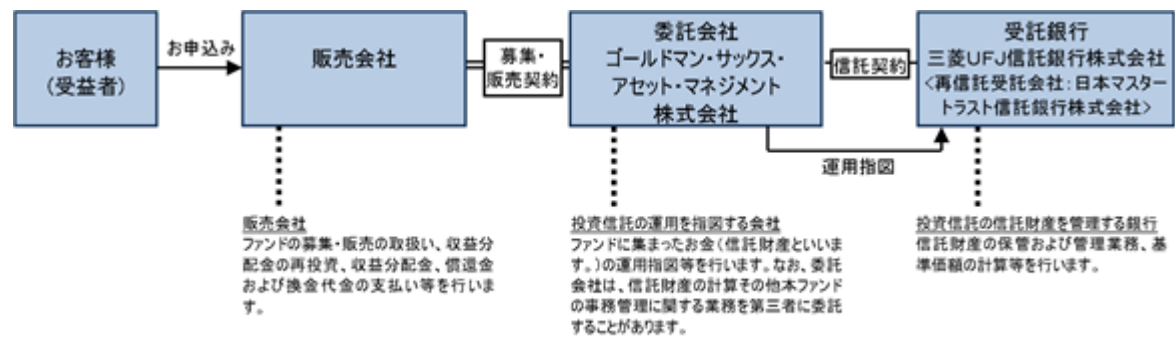 お客様
(受益者)
お申込み
販売会社
募集・
販売契約
委託会社
ゴールドマン・サックス・
アセット・マネジメント
株式会社
信託契約
受託銀行
三菱UFJ信託銀行株式会社
<再信託受託会社:日本マスター
トラスト信託銀行株式会社>
運用指図
販売会社
ファンドの募集・販売の取扱い、収益分
配金の再投資、収益分配金、償還金
および換金代金の支払い等を行いま
す。
投資信託の運用を指図する会社
ファンドに集まったお金(信託財産といいま
す。)の運用指図等を行います。なお、委託
会社は、信託財産の計算その他本ファンド
の事務管理に関する業務を第三者に委託
することがあります。
投資信託の信託財産を管理する銀行
信託財産の保管および管理業務、基
準価額の計算等を行います。